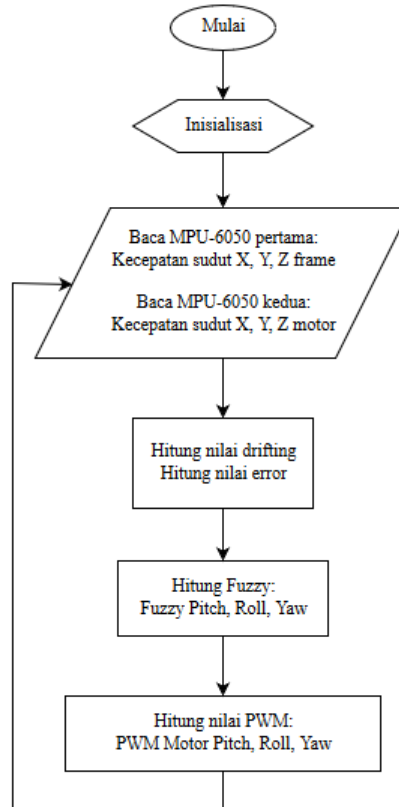 Mulai
Inisialisasi
Baca MPU-6050 pertama:
Kecepatan sudut X, Y, Z frame
Baca MPU-6050 kedua:
Kecepatan sudut X, Y, Z motor
Hitung nilai drifting
Hitung nilai error
Hitung Fuzzy:
Fuzzy Pitch, Roll, Yaw
Hitung nilai PWM:
PWM Motor Pitch, Roll, Yaw